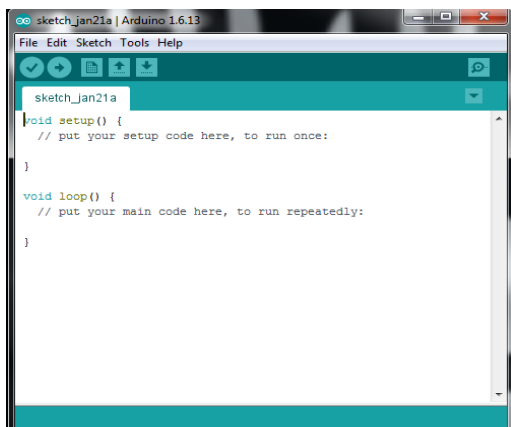 sketch_jan21a | Arduino 1.6.13
File Edit Sketch Tools Help
sketch_jan21a
void setup() {
  // put your setup code here, to run once:

}

void loop() {
  // put your main code here, to run repeatedly:

}